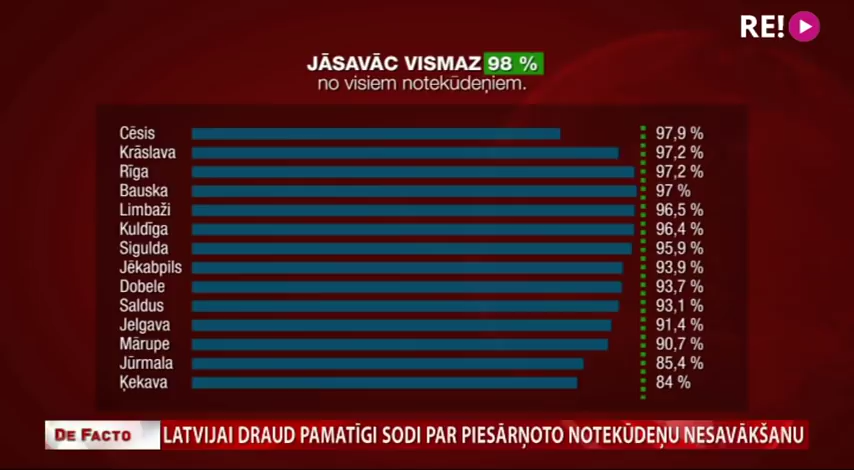 RE!
JĀSAVĀC VISMAZ 98 %
no visiem notekūdeņiem.
Cēsis 97,9 %
Krāslava 97,2 %
Rīga 97,2 %
Bauska 97 %
Limbaži 96,5 %
Kuldīga 96,4 %
Sigulda 95,9 %
Jēkabpils 93,9 %
Dobele 93,7 %
Saldus 93,1 %
Jelgava 91,4 %
Mārupe 90,7 %
Jūrmala 85,4 %
Ķekava 84 %
DE FACTO LATVIJAI DRAUD PAMATĪGI SODI PAR PIESĀRŅOTO NOTEKŪDEŅU NESAVĀKŠANU